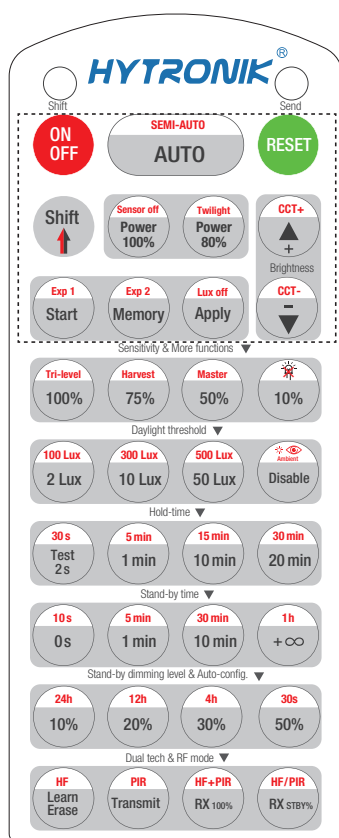 HYTRONIK®
Shift Send
ON
OFF
SEMI-AUTO
AUTO
RESET
Shift
Sensor off
Power
100%
Twilight
Power
80%
CCT+
+
Brightness
CCT-
-
Exp 1
Start
Exp 2
Memory
Lux off
Apply
Sensitivity & More functions ▼
Tri-level Harvest Master
100% 75% 50% 10%
Daylight threshold ▼
100 Lux 300 Lux 500 Lux Ambient
2 Lux 10 Lux 50 Lux Disable
Hold-time ▼
30 s 5 min 15 min 30 min
Test
2 s
1 min 10 min 20 min
Stand-by time ▼
10 s 5 min 30 min 1h
0 s 1 min 10 min +∞
Stand-by dimming level & Auto-config. ▼
24h 12h 4h 30s
10% 20% 30% 50%
Dual tech & RF mode ▼
HF PIR HF+PIR HF/PIR
Learn
Erase
Transmit RX 100% RX STBY%